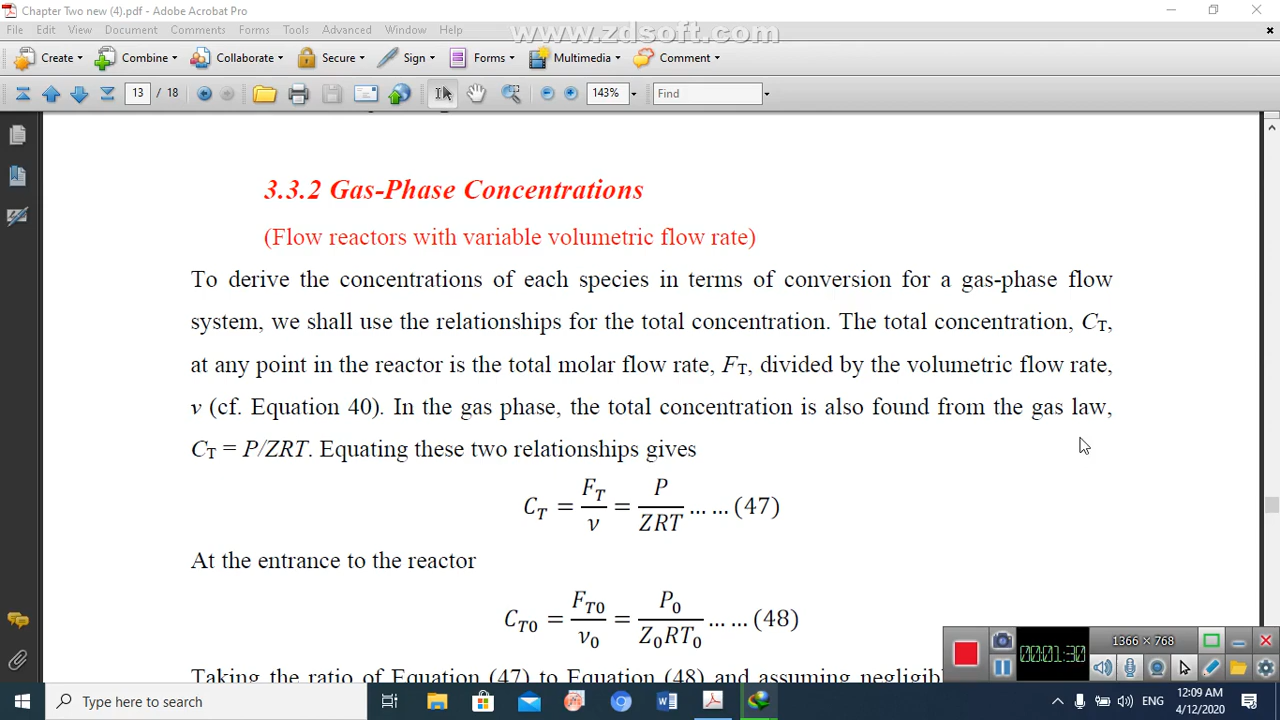 Chapter Two new (4).pdf - Adobe Acrobat Pro
File Edit View Document Comments Forms Tools Advanced Window Help
www.zdsoft.com
Create Combine Collaborate Secure Sign Forms Multimedia Comment
13 / 18 143% Find
3.3.2 Gas-Phase Concentrations
(Flow reactors with variable volumetric flow rate)
To derive the concentrations of each species in terms of conversion for a gas-phase flow
system, we shall use the relationships for the total concentration. The total concentration, C_T,
at any point in the reactor is the total molar flow rate, F_T, divided by the volumetric flow rate,
ν (cf. Equation 40). In the gas phase, the total concentration is also found from the gas law,
C_T = P/ZRT. Equating these two relationships gives
C_T = F_T/ν = P/ZRT … … (47)
At the entrance to the reactor
C_T0 = F_T0/ν_0 = P_0/Z_0RT_0 … … (48)
Taking the ratio of Equation (47) to Equation (48) and assuming negligib
1366 × 768
00:01:30
Type here to search
ENG
12:09 AM
4/12/2020